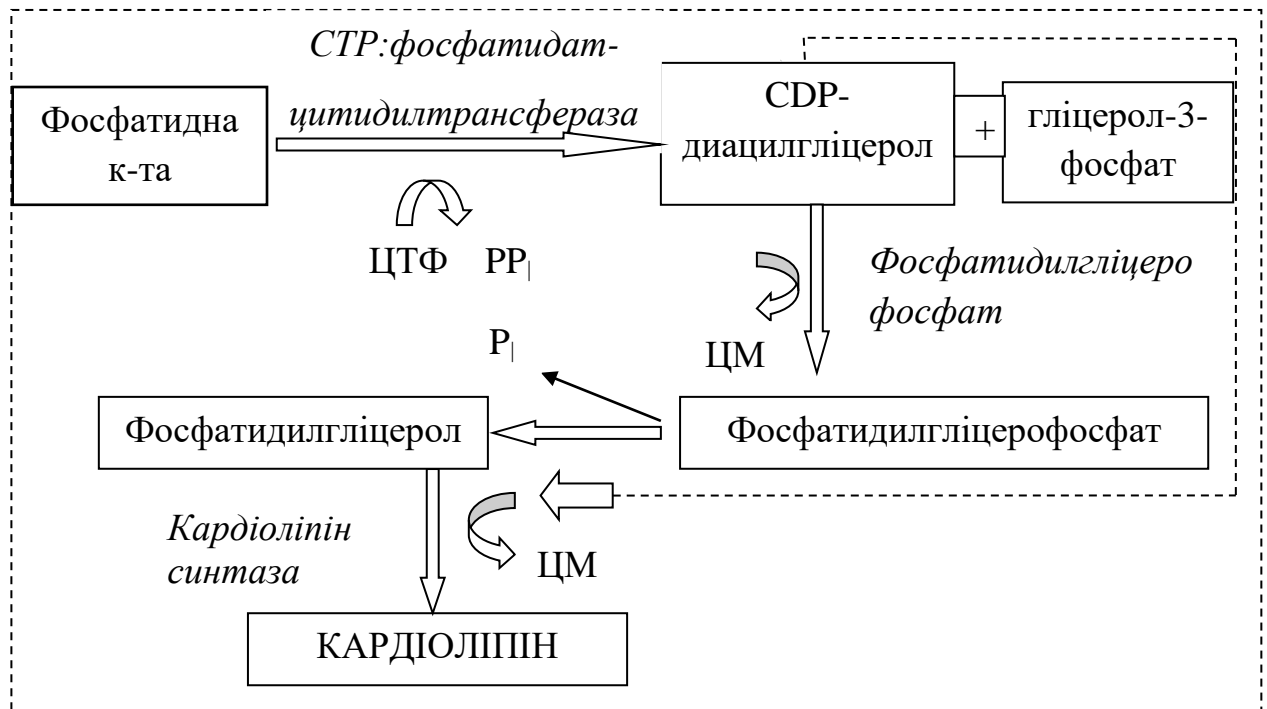 СТР:фосфатидат-
цитидилтрансфераза
Фосфатидна
к-та
CDP-
диацилгліцерол
+
гліцерол-3-
фосфат
ЦТФ PP|
Фосфатидилгліцеро
фосфат
ЦМ
P|
Фосфатидилгліцерол
Фосфатидилгліцерофосфат
Кардіоліпін
синтаза
ЦМ
КАРДІОЛІПІН